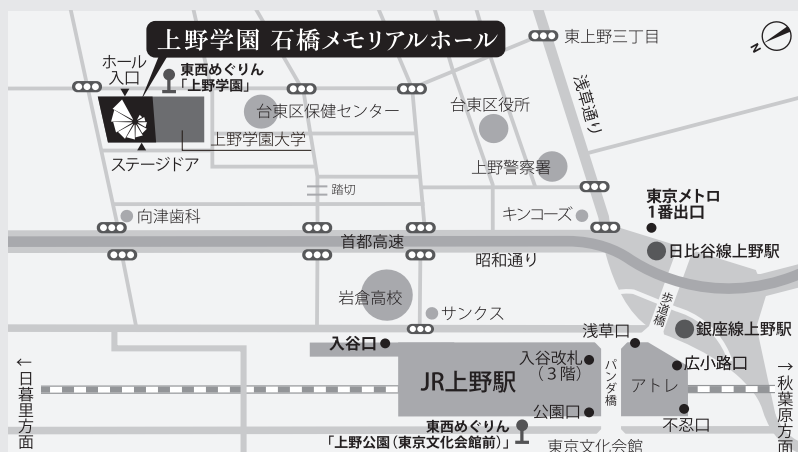 上野学園 石橋メモリアルホール
東上野三丁目
N
ホール
入口
東西めぐりん
「上野学園」
浅草通り
台東区保健センター
台東区役所
上野学園大学
ステージドア
上野警察署
踏切
東京メトロ
1番出口
向津歯科
キンコーズ
首都高速
日比谷線上野駅
昭和通り
岩倉高校
サンクス
歩道橋
銀座線上野駅
入谷口
浅草口
入谷改札
（3階）
パンダ橋
広小路口
←日暮里方面
JR上野駅
アトレ
→秋葉原方面
公園口
不忍口
東西めぐりん
「上野公園（東京文化会館前）」
東京文化会館